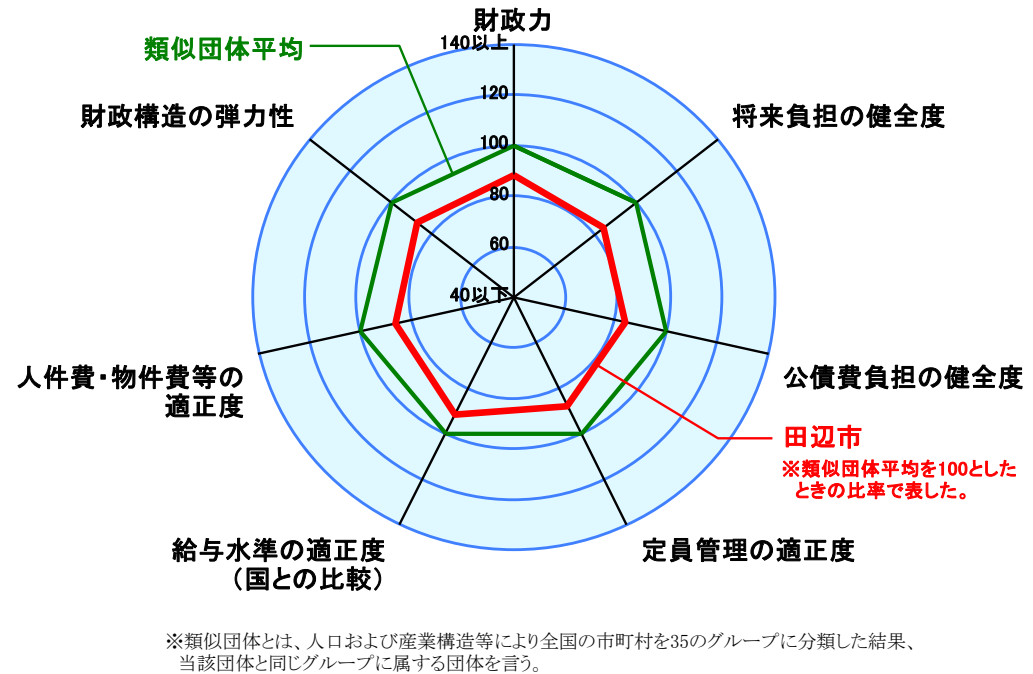 財政力
140以上
類似団体平均
120
財政構造の弾力性
将来負担の健全度
100
80
60
40以下
人件費・物件費等の
適正度
公債費負担の健全度
田辺市
※類似団体平均を100とした
ときの比率で表した。
給与水準の適正度
（国との比較）
定員管理の適正度
※類似団体とは、人口および産業構造等により全国の市町村を35のグループに分類した結果、
当該団体と同じグループに属する団体を言う。